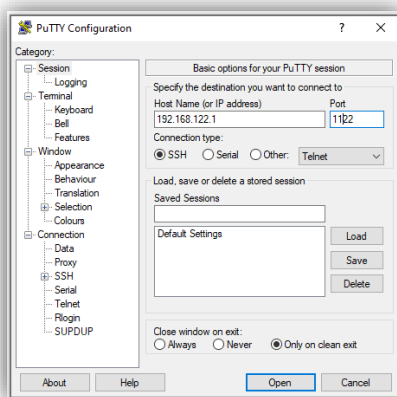 PuTTY Configuration ? ×
Category:
Session
Logging
Terminal
Keyboard
Bell
Features
Window
Appearance
Behaviour
Translation
Selection
Colours
Connection
Data
Proxy
SSH
Serial
Telnet
Rlogin
SUPDUP
Basic options for your PuTTY session
Specify the destination you want to connect to
Host Name (or IP address) Port
192.168.122.1 1122
Connection type:
SSH Serial Other: Telnet
Load, save or delete a stored session
Saved Sessions
Default Settings
Load
Save
Delete
Close window on exit:
Always Never Only on clean exit
About Help Open Cancel